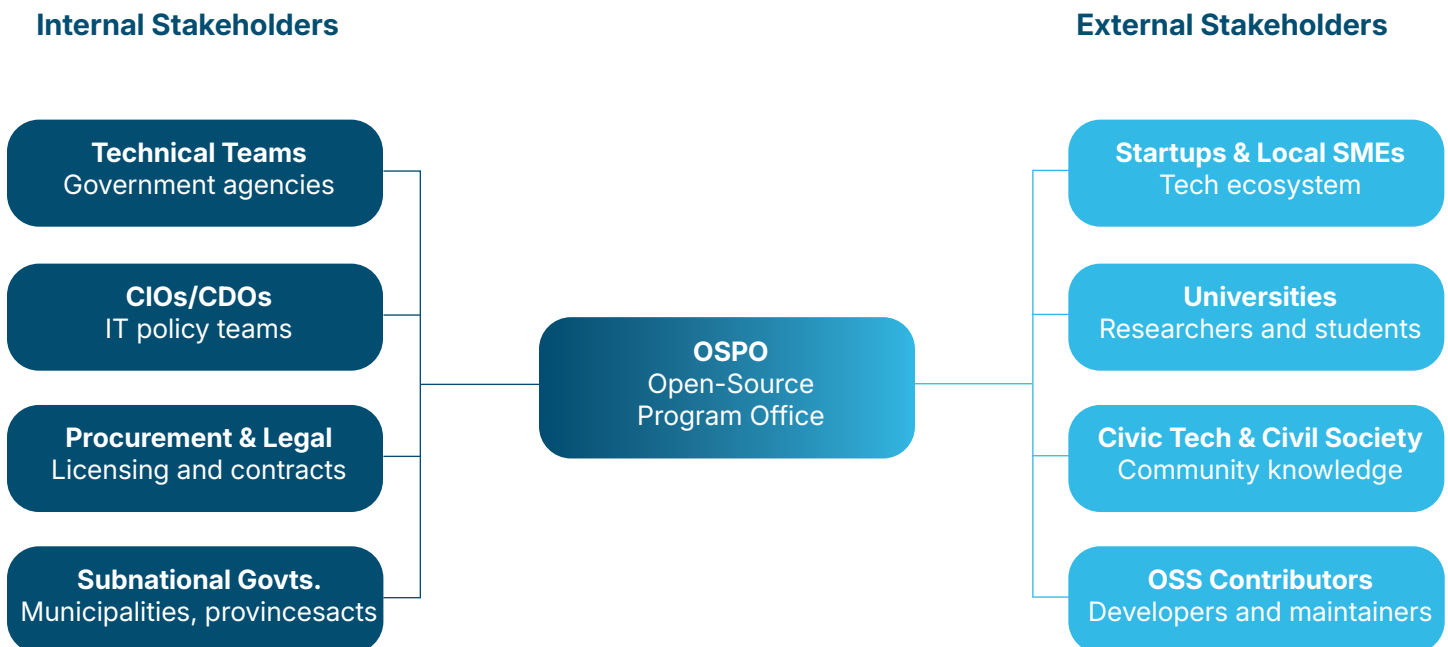 Internal Stakeholders
External Stakeholders
Technical Teams
Government agencies
CIOs/CDOs
IT policy teams
Procurement & Legal
Licensing and contracts
Subnational Govts.
Municipalities, provincesacts
OSPO
Open-Source
Program Office
Startups & Local SMEs
Tech ecosystem
Universities
Researchers and students
Civic Tech & Civil Society
Community knowledge
OSS Contributors
Developers and maintainers